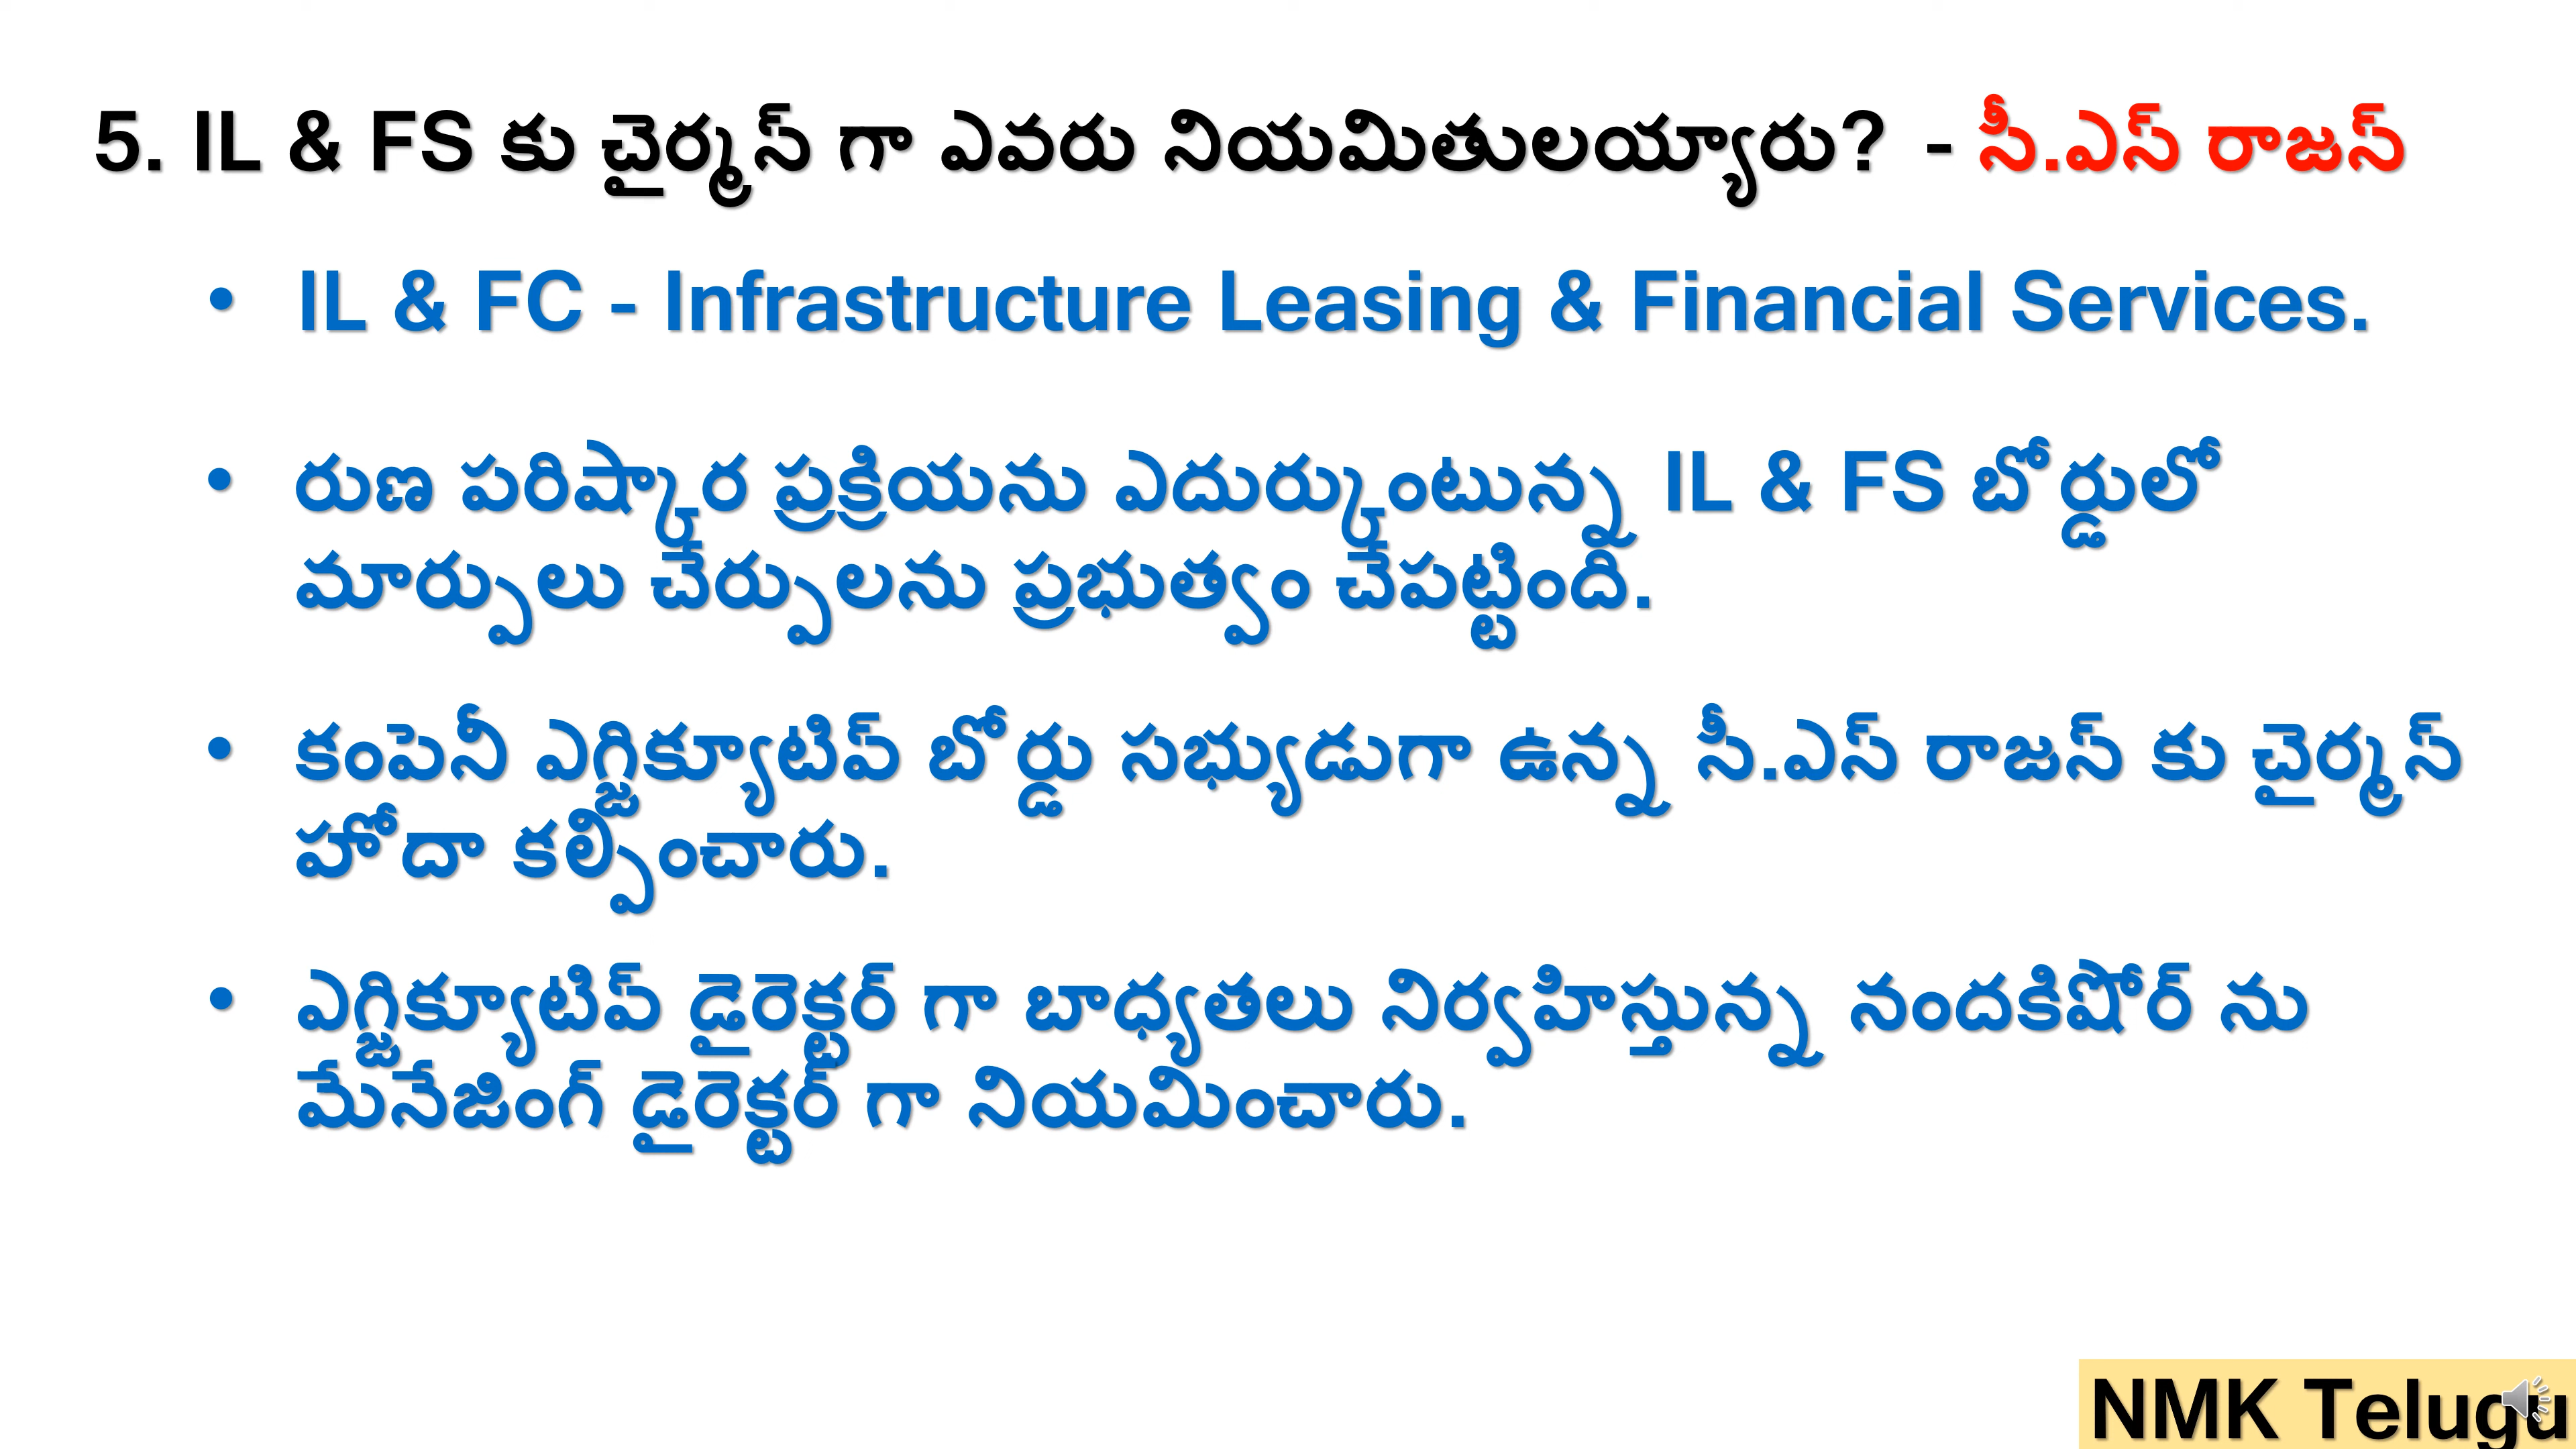 5. IL & FS కు చైర్మన్ గా ఎవరు నియమితులయ్యారు? - సీ.ఎస్ రాజన్
• IL & FC - Infrastructure Leasing & Financial Services.
• రుణ పరిష్కార ప్రక్రియను ఎదుర్కుంటున్న IL & FS బోర్డులో
మార్పులు చేర్పులను ప్రభుత్వం చేపట్టింది.
• కంపెనీ ఎగ్జిక్యూటివ్ బోర్డు సభ్యుడుగా ఉన్న సీ.ఎస్ రాజన్ కు చైర్మన్
హోదా కల్పించారు.
• ఎగ్జిక్యూటివ్ డైరెక్టర్ గా బాధ్యతలు నిర్వహిస్తున్న నందకిషోర్ ను
మేనేజింగ్ డైరెక్టర్ గా నియమించారు.
NMK Telugu